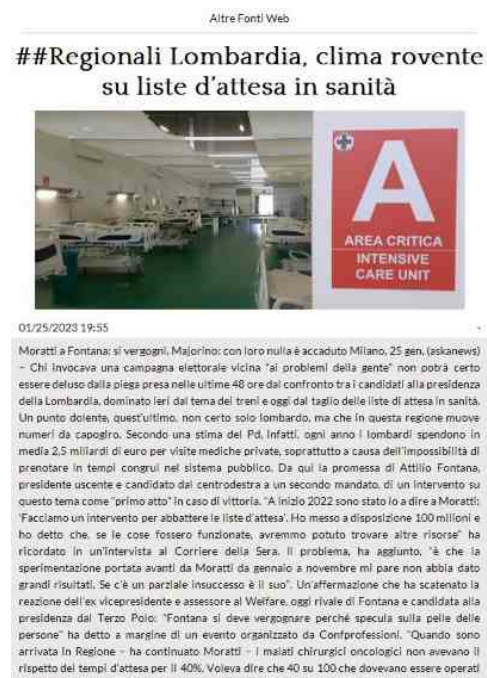 Altre Fonti Web
##Regionali Lombardia, clima rovente
su liste d'attesa in sanità
A
AREA CRITICA
INTENSIVE
CARE UNIT
01/25/2023 19:55
-
Moratti a Fontana: si vergogni. Majorino: con loro nulla è accaduto Milano, 25 gen. (askanews)
– Chi invocava una campagna elettorale vicina "ai problemi della gente" non potrà certo
essere deluso dalla piega presa nelle ultime 48 ore dal confronto tra i candidati alla presidenza
della Lombardia, dominato ieri dal tema dei treni e oggi dal taglio delle liste di attesa in sanità.
Un punto dolente, quest'ultimo, non certo solo lombardo, ma che in questa regione muove
numeri da capogiro. Secondo una stima del Pd, infatti, ogni anno i lombardi spendono in
media 2,5 miliardi di euro per visite mediche private, soprattutto a causa dell'impossibilità di
prenotare in tempi congrui nel sistema pubblico. Da qui la promessa di Attilio Fontana,
presidente uscente e candidato dal centrodestra a un secondo mandato, di un intervento su
questo tema come "primo atto" in caso di vittoria. "A inizio 2022 sono stato io a dire a Moratti:
'Facciamo un intervento per abbattere le liste d'attesa'. Ho messo a disposizione 100 milioni e
ho detto che, se le cose fossero funzionate, avremmo potuto trovare altre risorse" ha
ricordato in un'intervista al Corriere della Sera. Il problema, ha aggiunto, "è che la
sperimentazione portata avanti da Moratti da gennaio a novembre mi pare non abbia dato
grandi risultati. Se c'è un parziale insuccesso è il suo". Un'affermazione che ha scatenato la
reazione dell'ex vicepresidente e assessore al Welfare, oggi rivale di Fontana e candidata alla
presidenza dal Terzo Polo: "Fontana si deve vergognare perché specula sulla pelle delle
persone" ha detto a margine di un evento organizzato da Confprofessioni. "Quando sono
arrivata in Regione – ha continuato Moratti – i malati chirurgici oncologici non avevano il
rispetto dei tempi d'attesa per il 40%. Voleva dire che 40 su 100 che dovevano essere operati